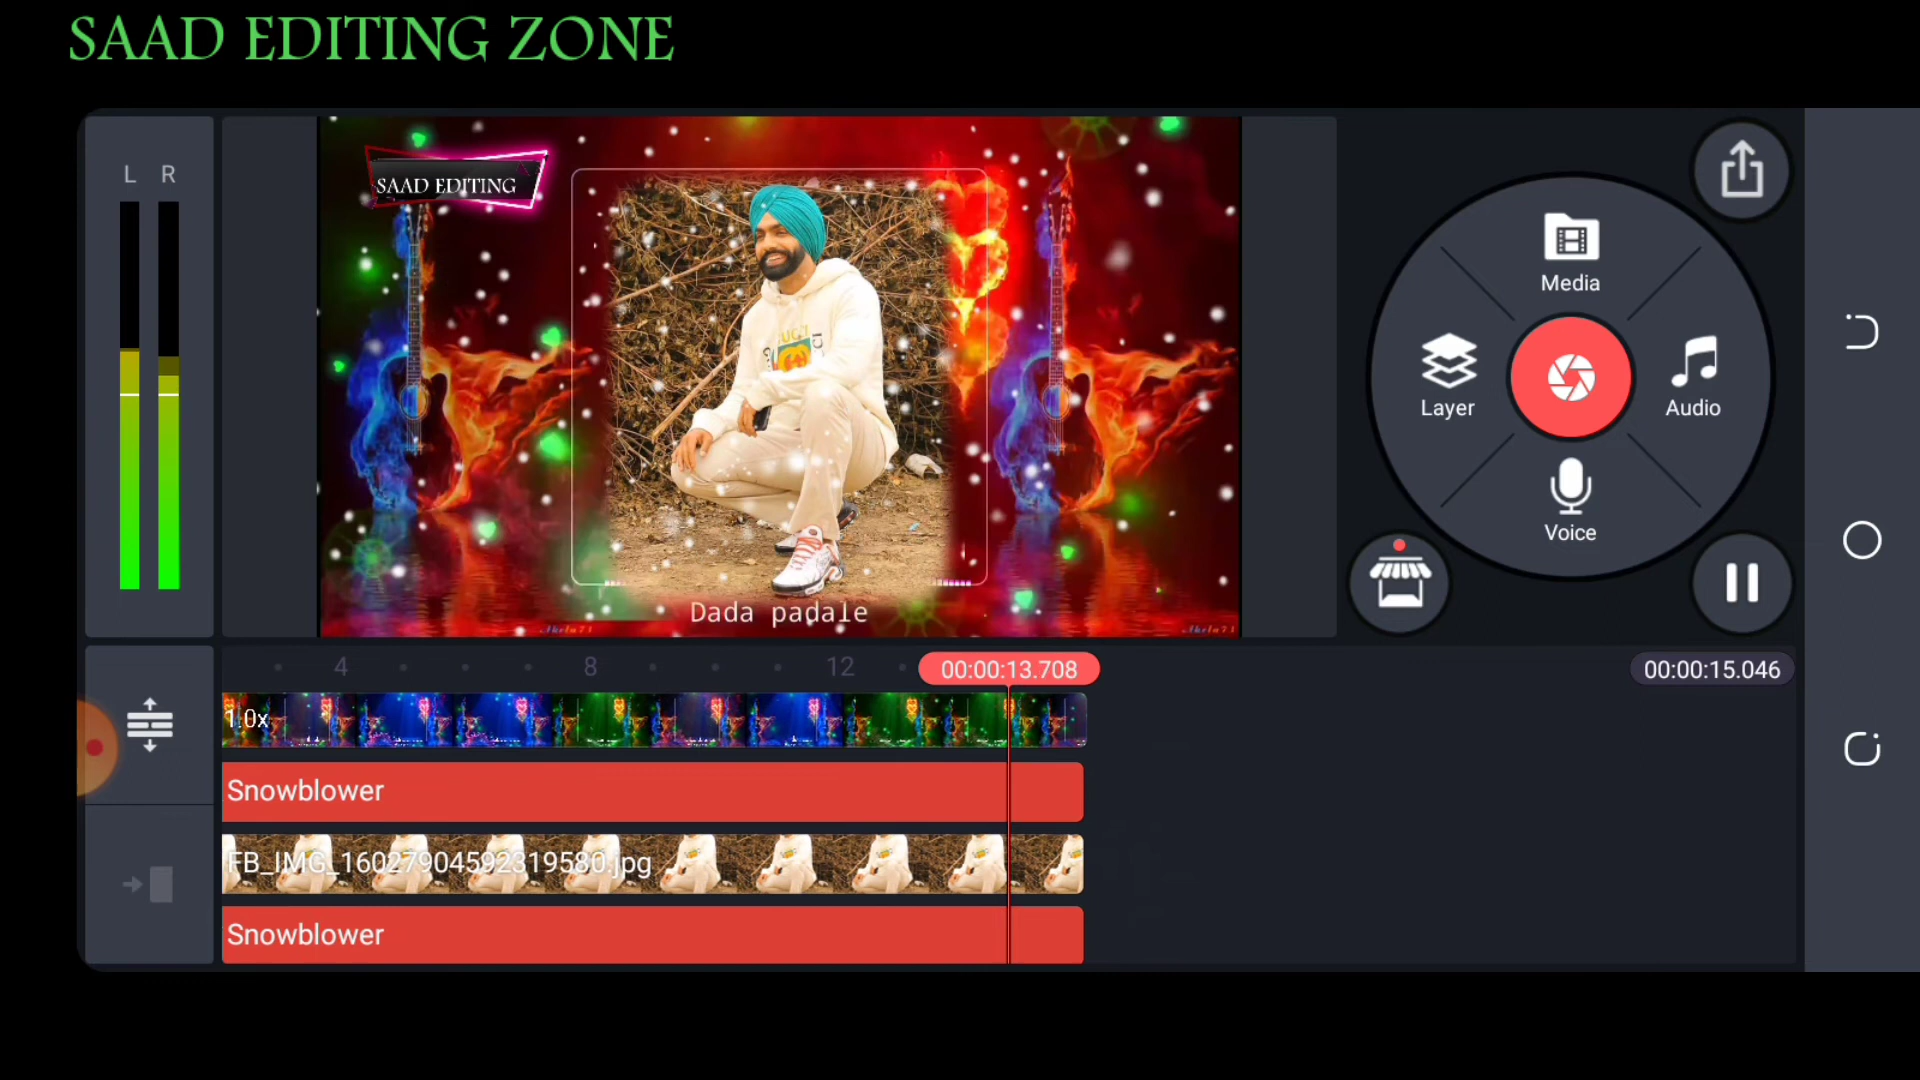 SAAD EDITING ZONE
L R
SAAD EDITING
GUCCI
Dada padale
Media
Layer
Audio
Voice
4 8 12
00:00:13.708
00:00:15.046
1.0x
Snowblower
FB_IMG_16027904592319580.jpg
Snowblower